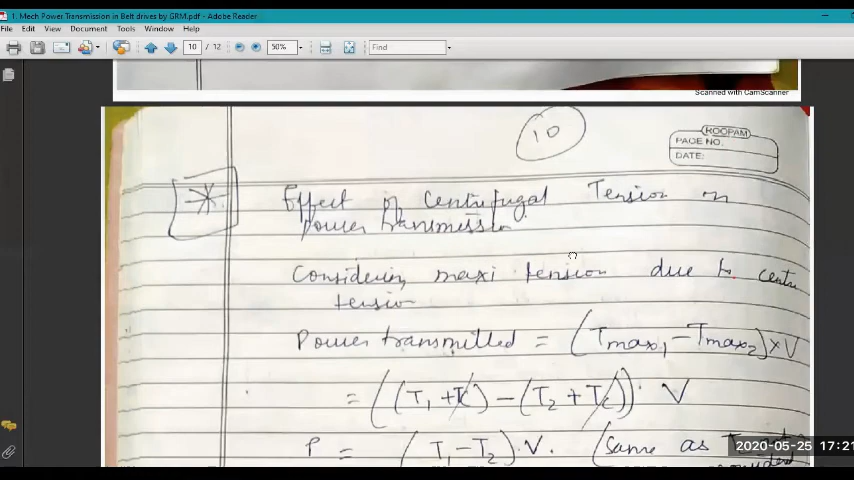 1. Mech Power Transmission in Belt drives by GRM.pdf - Adobe Reader
File Edit View Document Tools Window Help
10 / 12 50% Find
Scanned with CamScanner
10
ROOPAM
PAGE NO.
DATE:
Effect of Centrifugal Tension on
power transmission
Considering maxi tension due to centri
tension
Power transmitted = (Tmax1 - Tmax2) x V
= ((T1 + Tc) - (T2 + Tc)) . V
P = (T1 - T2) . V. (Same as
2020-05-25 17:21